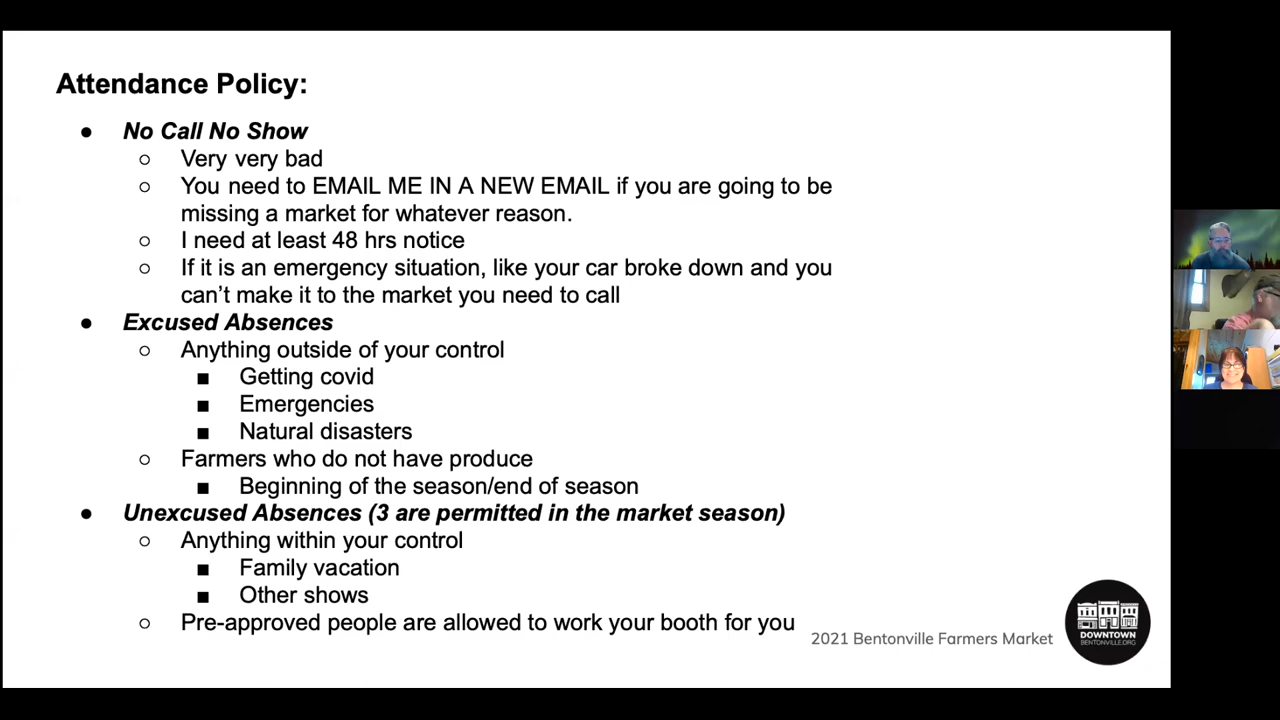 Attendance Policy:
● No Call No Show
○ Very very bad
○ You need to EMAIL ME IN A NEW EMAIL if you are going to be
missing a market for whatever reason.
○ I need at least 48 hrs notice
○ If it is an emergency situation, like your car broke down and you
can’t make it to the market you need to call
● Excused Absences
○ Anything outside of your control
■ Getting covid
■ Emergencies
■ Natural disasters
○ Farmers who do not have produce
■ Beginning of the season/end of season
● Unexcused Absences (3 are permitted in the market season)
○ Anything within your control
■ Family vacation
■ Other shows
○ Pre-approved people are allowed to work your booth for you
2021 Bentonville Farmers Market
DOWNTOWN
BENTONVILLE.ORG